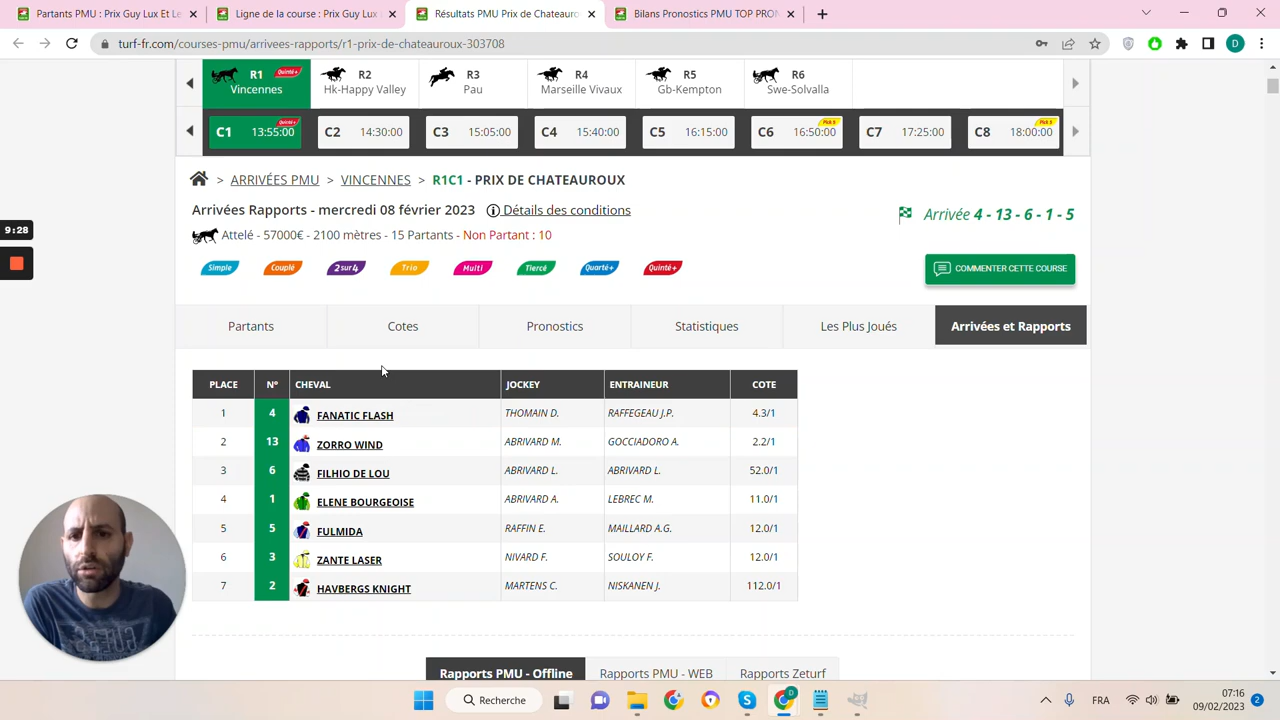 Partants PMU : Prix Guy Lux Et Le
Ligne de la course : Prix Guy Lux
Résultats PMU Prix de Chateauro
Bilans Pronostics PMU TOP PRO
turf-fr.com/courses-pmu/arrivees-rapports/r1-prix-de-chateauroux-303708
D
R1 Quinté+
Vincennes
R2
Hk-Happy Valley
R3
Pau
R4
Marseille Vivaux
R5
Gb-Kempton
R6
Swe-Solvalla
C1 13:55:00 Quinté+
C2 14:30:00
C3 15:05:00
C4 15:40:00
C5 16:15:00
C6 16:50:00 Pick 5
C7 17:25:00
C8 18:00:00 Pick 5
> ARRIVÉES PMU > VINCENNES > R1C1 - PRIX DE CHATEAUROUX
Arrivées Rapports - mercredi 08 février 2023 Détails des conditions
Arrivée 4 - 13 - 6 - 1 - 5
Attelé - 57000€ - 2100 mètres - 15 Partants - Non Partant : 10
Simple Couplé 2sur4 Trio Multi Tiercé Quarté+ Quinté+
COMMENTER CETTE COURSE
Partants Cotes Pronostics Statistiques Les Plus Joués Arrivées et Rapports
PLACE N° CHEVAL JOCKEY ENTRAINEUR COTE
1 4 FANATIC FLASH THOMAIN D. RAFFEGEAU J.P. 4.3/1
2 13 ZORRO WIND ABRIVARD M. GOCCIADORO A. 2.2/1
3 6 FILHIO DE LOU ABRIVARD L. ABRIVARD L. 52.0/1
4 1 ELENE BOURGEOISE ABRIVARD A. LEBREC M. 11.0/1
5 5 FULMIDA RAFFIN E. MAILLARD A.G. 12.0/1
6 3 ZANTE LASER NIVARD F. SOULOY F. 12.0/1
7 2 HAVBERGS KNIGHT MARTENS C. NISKANEN J. 112.0/1
Rapports PMU - Offline Rapports PMU - WEB Rapports Zeturf
9:28
Recherche
FRA
07:16
09/02/2023
2